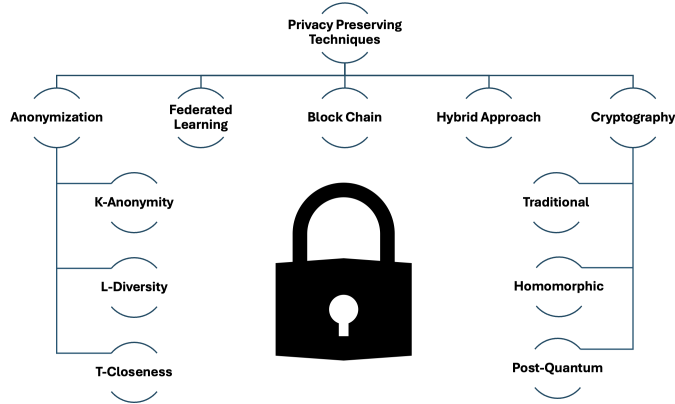 Privacy Preserving
Techniques
Anonymization
Federated
Learning
Block Chain
Hybrid Approach
Cryptography
K-Anonymity
Traditional
L-Diversity
Homomorphic
T-Closeness
Post-Quantum